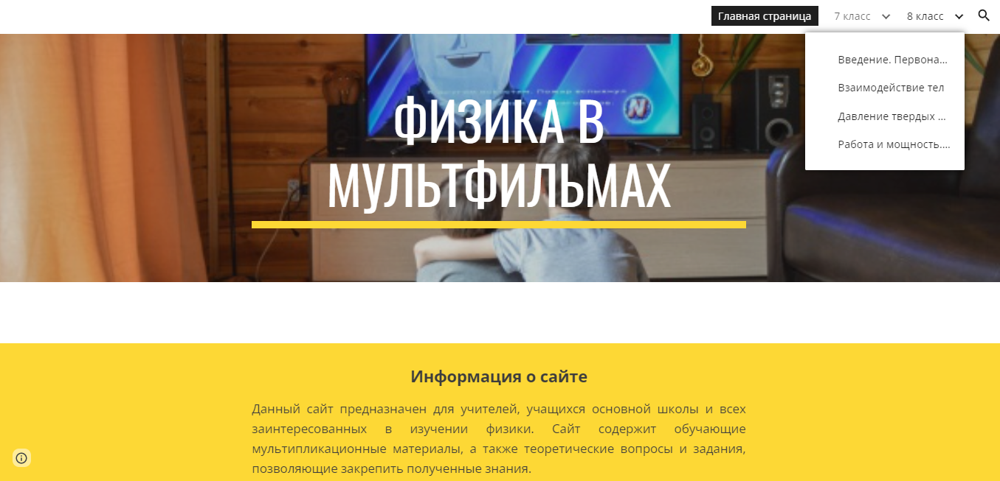 Главная страница
7 класс
8 класс
Введение. Первона...
Взаимодействие тел
Давление твердых ...
Работа и мощность....
ФИЗИКА В
МУЛЬТФИЛЬМАХ
N
Информация о сайте
Данный сайт предназначен для учителей, учащихся основной школы и всех
заинтересованных в изучении физики. Сайт содержит обучающие
мультипликационные материалы, а также теоретические вопросы и задания,
позволяющие закрепить полученные знания.